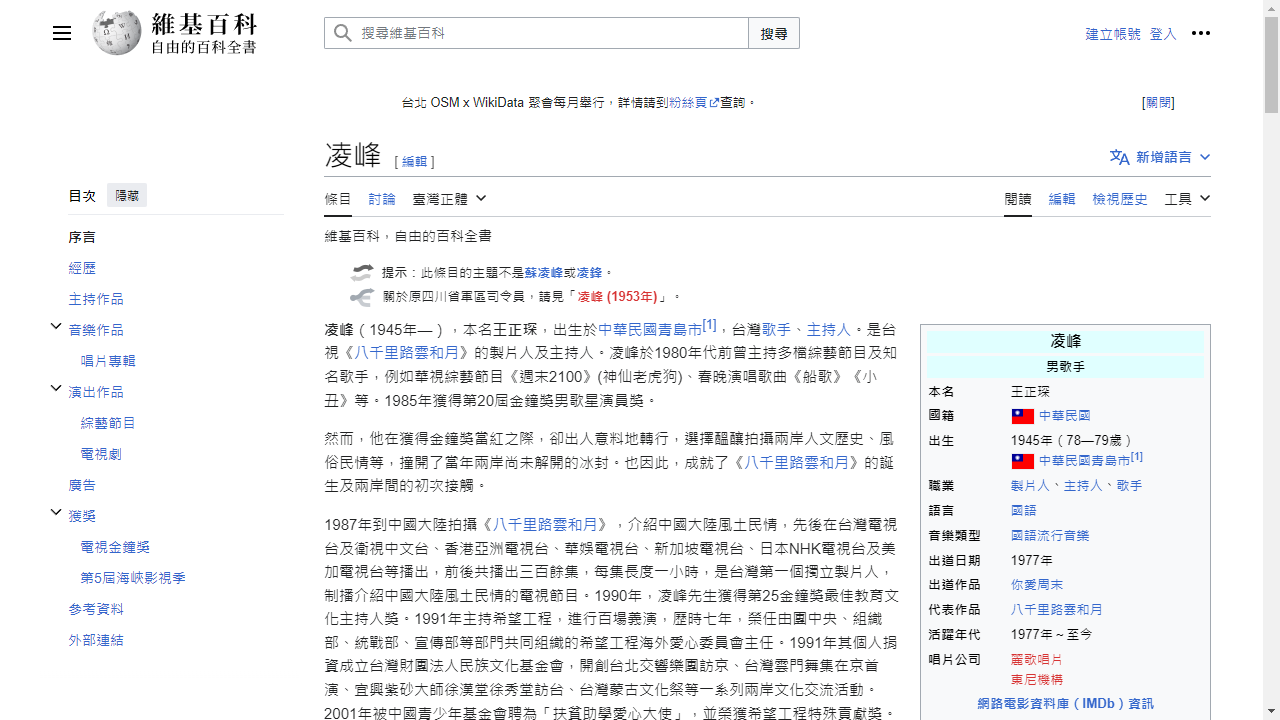 維基百科
自由的百科全書
搜尋維基百科
搜尋
建立帳號 登入
台北 OSM x WikiData 聚會每月舉行，詳情請到粉絲頁查詢。
[關閉]
凌峰 [ 編輯 ]
新增語言
目次 隱藏
序言
經歷
主持作品
音樂作品
唱片專輯
演出作品
綜藝節目
電視劇
廣告
獲獎
電視金鐘獎
第5屆海峽影視季
參考資料
外部連結
條目 討論 臺灣正體
閱讀 編輯 檢視歷史 工具
維基百科，自由的百科全書
提示：此條目的主題不是蘇凌峰或凌鋒。
關於原四川省軍區司令員，請見「凌峰 (1953年)」。
凌峰（1945年—），本名王正琛，出生於中華民國青島市[1]，台灣歌手、主持人。是台
視《八千里路雲和月》的製片人及主持人。凌峰於1980年代前曾主持多檔綜藝節目及知
名歌手，例如華視綜藝節目《週末2100》(神仙老虎狗)、春晚演唱歌曲《船歌》《小
丑》等。1985年獲得第20屆金鐘獎男歌星演員獎。
然而，他在獲得金鐘獎當紅之際，卻出人意料地轉行，選擇醞釀拍攝兩岸人文歷史、風
俗民情等，撞開了當年兩岸尚未解開的冰封。也因此，成就了《八千里路雲和月》的誕
生及兩岸間的初次接觸。
1987年到中國大陸拍攝《八千里路雲和月》，介紹中國大陸風土民情，先後在台灣電視
台及衛視中文台、香港亞洲電視台、華娛電視台、新加坡電視台、日本NHK電視台及美
加電視台等播出，前後共播出三百餘集，每集長度一小時，是台灣第一個獨立製片人，
制播介紹中國大陸風土民情的電視節目。1990年，凌峰先生獲得第25金鐘獎最佳教育文
化主持人獎。1991年主持希望工程，進行百場義演，歷時七年，榮任由團中央、組織
部、統戰部、宣傳部等部門共同組織的希望工程海外愛心委員會主任。1991年其個人捐
資成立台灣財團法人民族文化基金會，開創台北交響樂團訪京、台灣雲門舞集在京首
演、宜興紫砂大師徐漢堂徐秀堂訪台、台灣蒙古文化祭等一系列兩岸文化交流活動。
2001年被中國青少年基金會聘為「扶貧助學愛心大使」，並榮獲希望工程特殊貢獻獎。
凌峰
男歌手
本名 王正琛
國籍 中華民國
出生 1945年（78—79歲）
中華民國青島市[1]
職業 製片人、主持人、歌手
語言 國語
音樂類型 國語流行音樂
出道日期 1977年
出道作品 你愛周末
代表作品 八千里路雲和月
活躍年代 1977年～至今
唱片公司 麗歌唱片
東尼機構
網路電影資料庫（IMDb）資訊